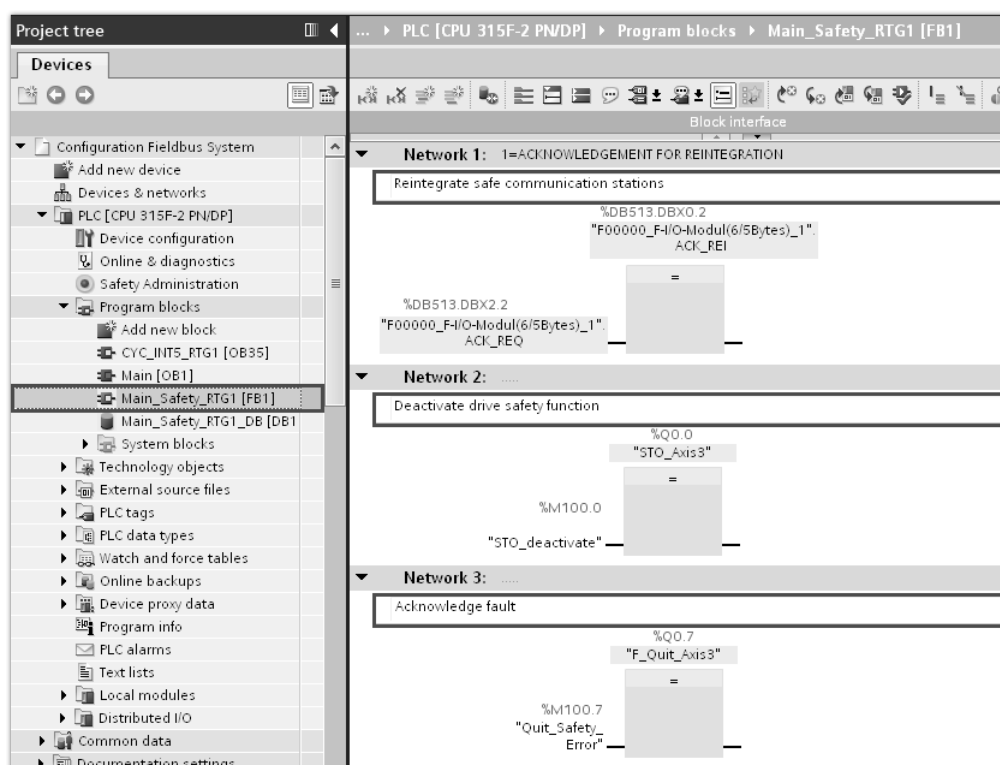 Project tree
... PLC [CPU 315F-2 PN/DP] Program blocks Main_Safety_RTG1 [FB1]
Devices
Block interface
Configuration Fieldbus System
Add new device
Devices & networks
PLC [CPU 315F-2 PN/DP]
Device configuration
Online & diagnostics
Safety Administration
Program blocks
Add new block
CYC_INT5_RTG1 [OB35]
Main [OB1]
Main_Safety_RTG1 [FB1]
Main_Safety_RTG1_DB [DB1
System blocks
Technology objects
External source files
PLC tags
PLC data types
Watch and force tables
Online backups
Device proxy data
Program info
PLC alarms
Text lists
Local modules
Distributed I/O
Common data
Documentation settings
Network 1: 1=ACKNOWLEDGEMENT FOR REINTEGRATION
Reintegrate safe communication stations
%DB513.DBX0.2
"F00000_F-I/O-Modul(6/5Bytes)_1".
ACK_REI
=
%DB513.DBX2.2
"F00000_F-I/O-Modul(6/5Bytes)_1".
ACK_REQ
Network 2: .....
Deactivate drive safety function
%Q0.0
"STO_Axis3"
=
%M100.0
"STO_deactivate"
Network 3: .....
Acknowledge fault
%Q0.7
"F_Quit_Axis3"
=
%M100.7
"Quit_Safety_
Error"